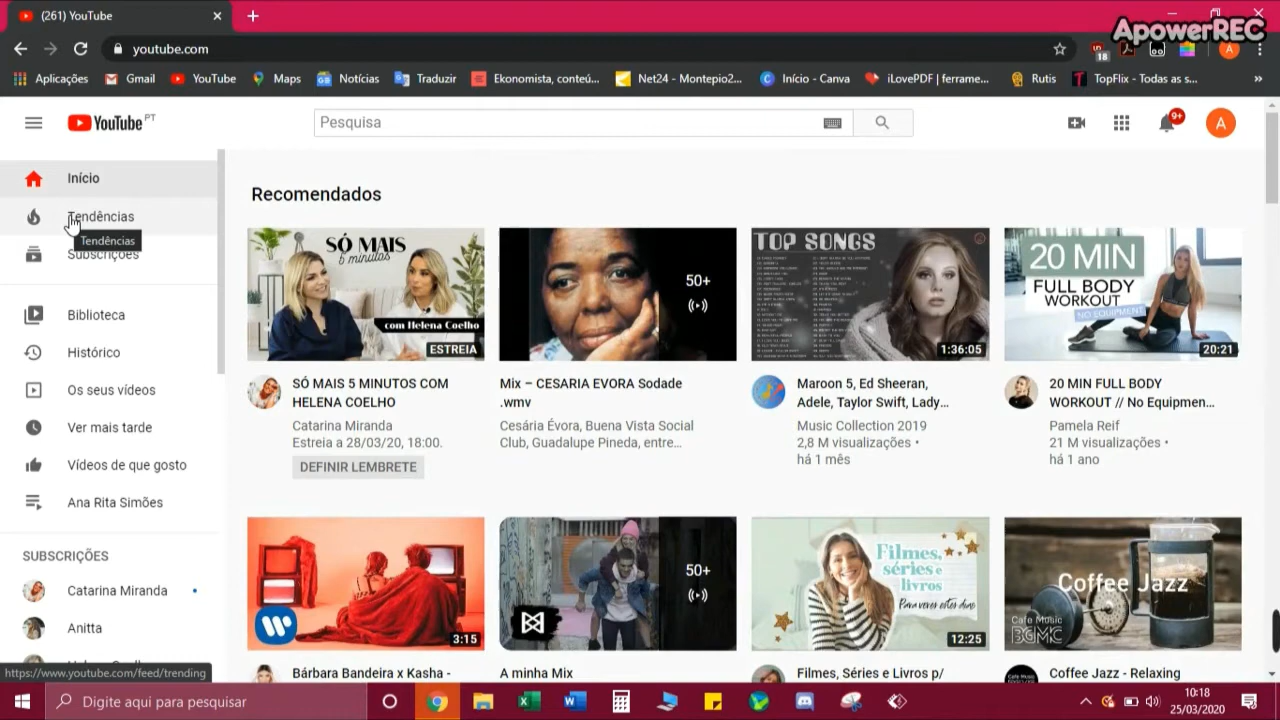 (261) YouTube
ApowerREC
youtube.com
18
A
Aplicações
Gmail
YouTube
Maps
Notícias
Traduzir
Ekonomista, conteú...
Net24 - Montepio2...
Início - Canva
iLovePDF | ferrame...
Rutis
TopFlix - Todas as s...
»
YouTube PT
Pesquisa
9+
A
Início
Tendências
Tendências
Subscrições
Biblioteca
Histórico
Os seus vídeos
Ver mais tarde
Vídeos de que gosto
Ana Rita Simões
SUBSCRIÇÕES
Catarina Miranda
Anitta
https://www.youtube.com/feed/trending
Recomendados
SÓ MAIS
com Helena Coelho
ESTREIA
SÓ MAIS 5 MINUTOS COM
HELENA COELHO
Catarina Miranda
Estreia a 28/03/20, 18:00.
DEFINIR LEMBRETE
50+
Mix – CESARIA EVORA Sodade
.wmv
Cesária Évora, Buena Vista Social
Club, Guadalupe Pineda, entre...
TOP SONGS
1:36:05
Maroon 5, Ed Sheeran,
Adele, Taylor Swift, Lady...
Music Collection 2019
2,8 M visualizações •
há 1 mês
20 MIN
FULL BODY
WORKOUT
NO EQUIPMENT
20:21
20 MIN FULL BODY
WORKOUT // No Equipmen...
Pamela Reif
21 M visualizações •
há 1 ano
3:15
Bárbara Bandeira x Kasha -
50+
A minha Mix
Filmes,
séries e
livros
Para veres estes dias
12:25
Filmes, Séries e Livros p/
Coffee Jazz
Cafe Music
BGMC
Coffee Jazz - Relaxing
Digite aqui para pesquisar
10:18
25/03/2020